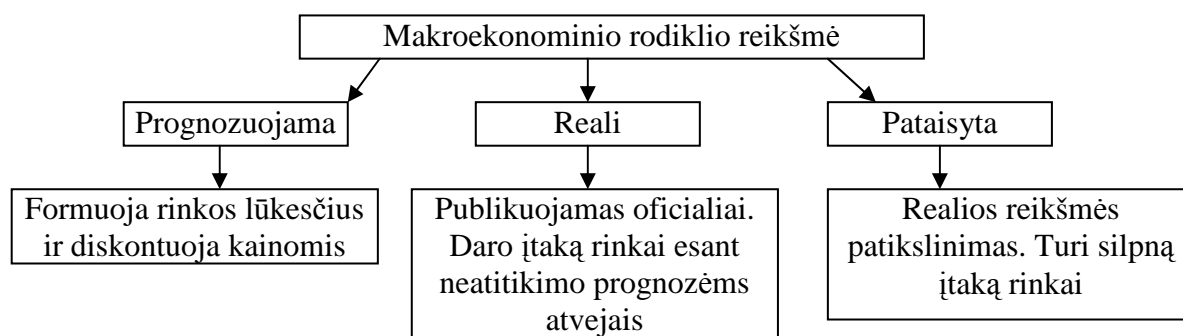 Makroekonominio rodiklio reikšmė
Prognozuojama
Reali
Pataisyta
Formuoja rinkos lūkesčius
ir diskontuoja kainomis
Publikuojamas oficialiai.
Daro įtaką rinkai esant
neatitikimo prognozėms
atvejais
Realios reikšmės
patikslinimas. Turi silpną
įtaką rinkai